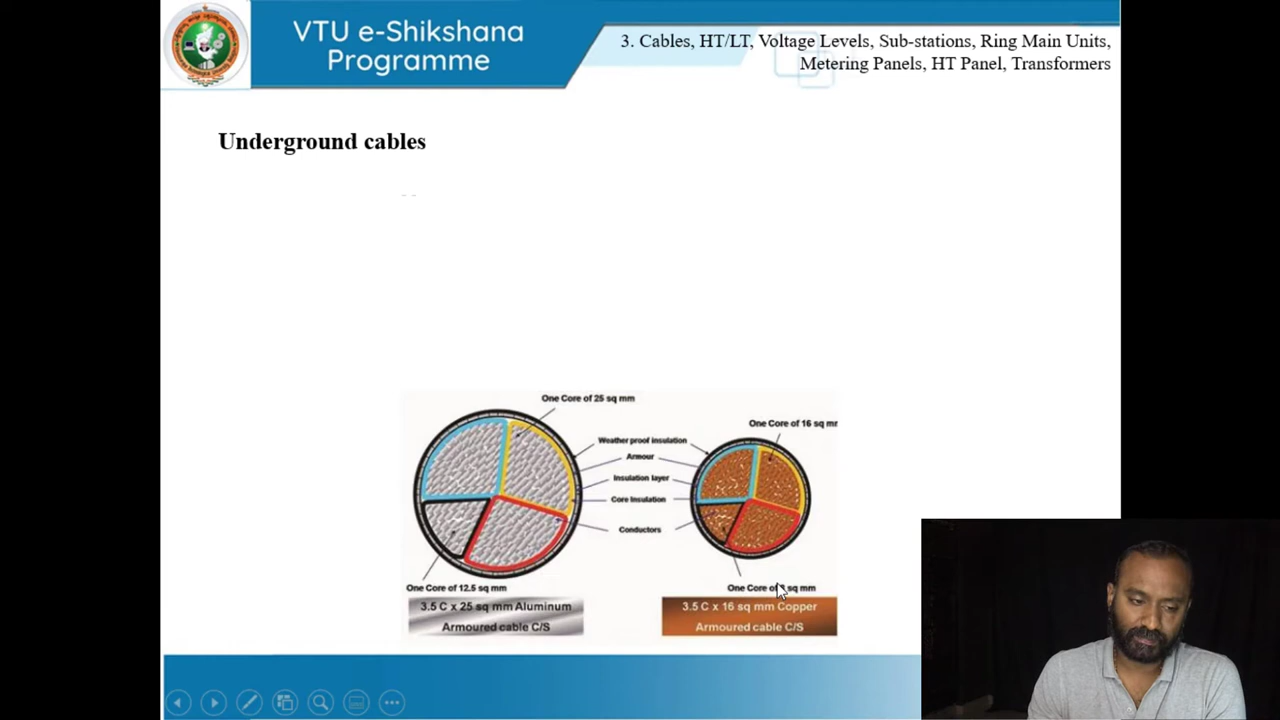 VTU e-Shikshana
Programme
3. Cables, HT/LT, Voltage Levels, Sub-stations, Ring Main Units,
Metering Panels, HT Panel, Transformers
Underground cables
One Core of 25 sq mm
One Core of 16 sq mr
Weather proof insulation
Armour
Insulation layer
Core Insulation
Conductors
One Core of 12.5 sq mm
One Core of sq mm
3.5 C x 25 sq mm Aluminum
Armoured cable C/S
3.5 C x 16 sq mm Copper
Armoured cable C/S